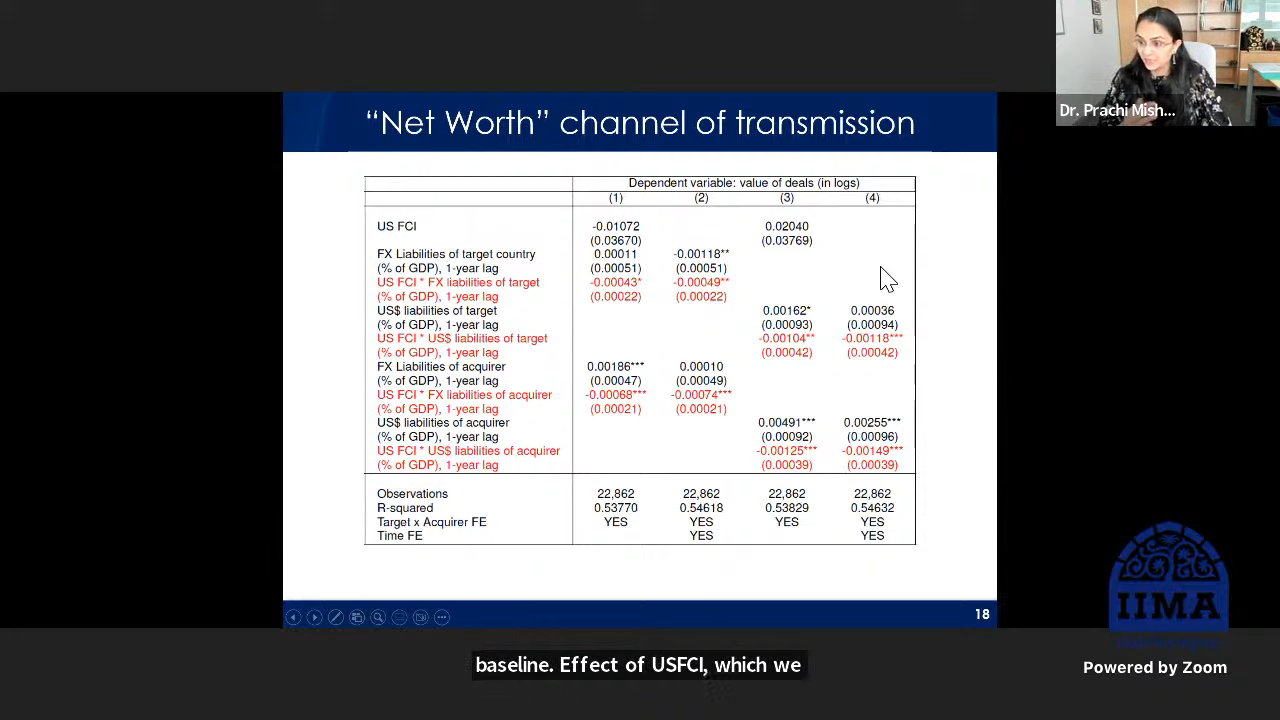 Dr. Prachi Mish...
“Net Worth” channel of transmission
Dependent variable: value of deals (in logs)
(1) (2) (3) (4)
US FCI -0.01072 0.02040
(0.03670) (0.03769)
FX Liabilities of target country 0.00011 -0.00118**
(% of GDP), 1-year lag (0.00051) (0.00051)
US FCI * FX liabilities of target -0.00043* -0.00049**
(% of GDP), 1-year lag (0.00022) (0.00022)
US$ liabilities of target 0.00162* 0.00036
(% of GDP), 1-year lag (0.00093) (0.00094)
US FCI * US$ liabilities of target -0.00104** -0.00118***
(% of GDP), 1-year lag (0.00042) (0.00042)
FX Liabilities of acquirer 0.00186*** 0.00010
(% of GDP), 1-year lag (0.00047) (0.00049)
US FCI * FX liabilities of acquirer -0.00068*** -0.00074***
(% of GDP), 1-year lag (0.00021) (0.00021)
US$ liabilities of acquirer 0.00491*** 0.00255***
(% of GDP), 1-year lag (0.00092) (0.00096)
US FCI * US$ liabilities of acquirer -0.00125*** -0.00149***
(% of GDP), 1-year lag (0.00039) (0.00039)
Observations 22,862 22,862 22,862 22,862
R-squared 0.53770 0.54618 0.53829 0.54632
Target x Acquirer FE YES YES YES YES
Time FE YES YES
18
IIMA
baseline. Effect of USFCI, which we
Powered by Zoom